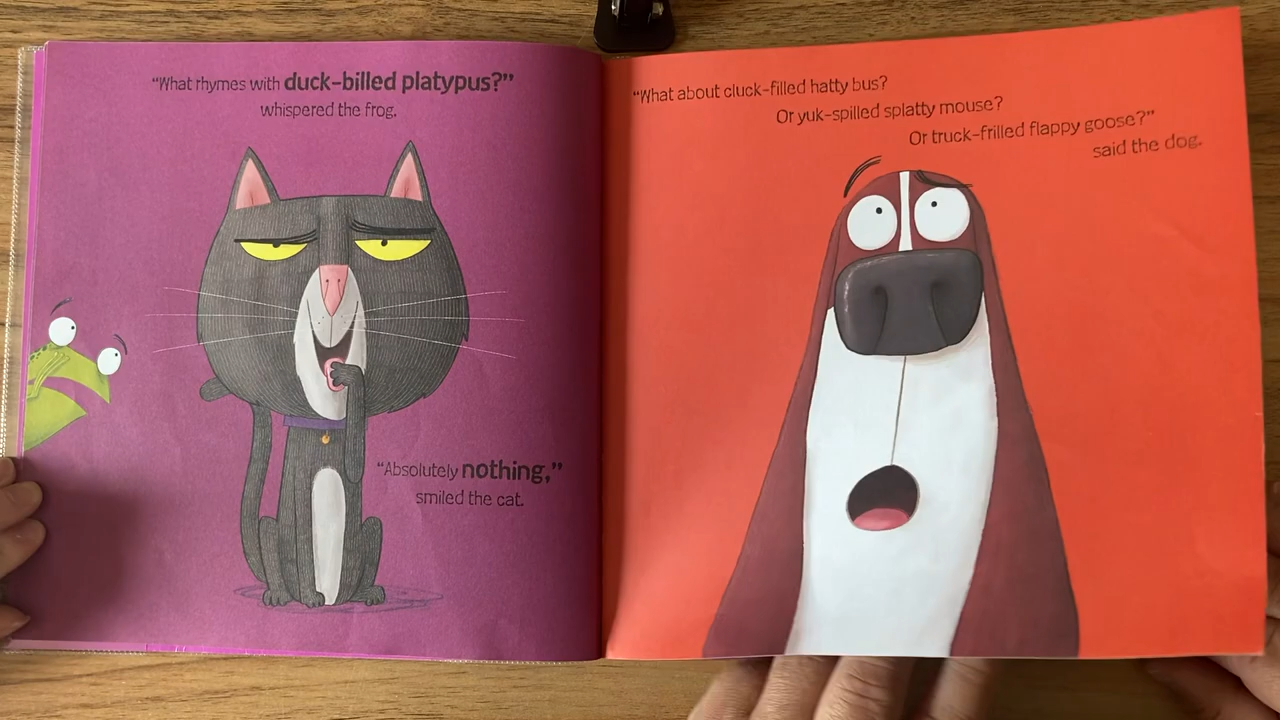 “What rhymes with duck-billed platypus?”
whispered the frog.
“Absolutely nothing,”
smiled the cat.
“What about cluck-filled hatty bus?
Or yuk-spilled splatty mouse?
Or truck-frilled flappy goose?”
said the dog.